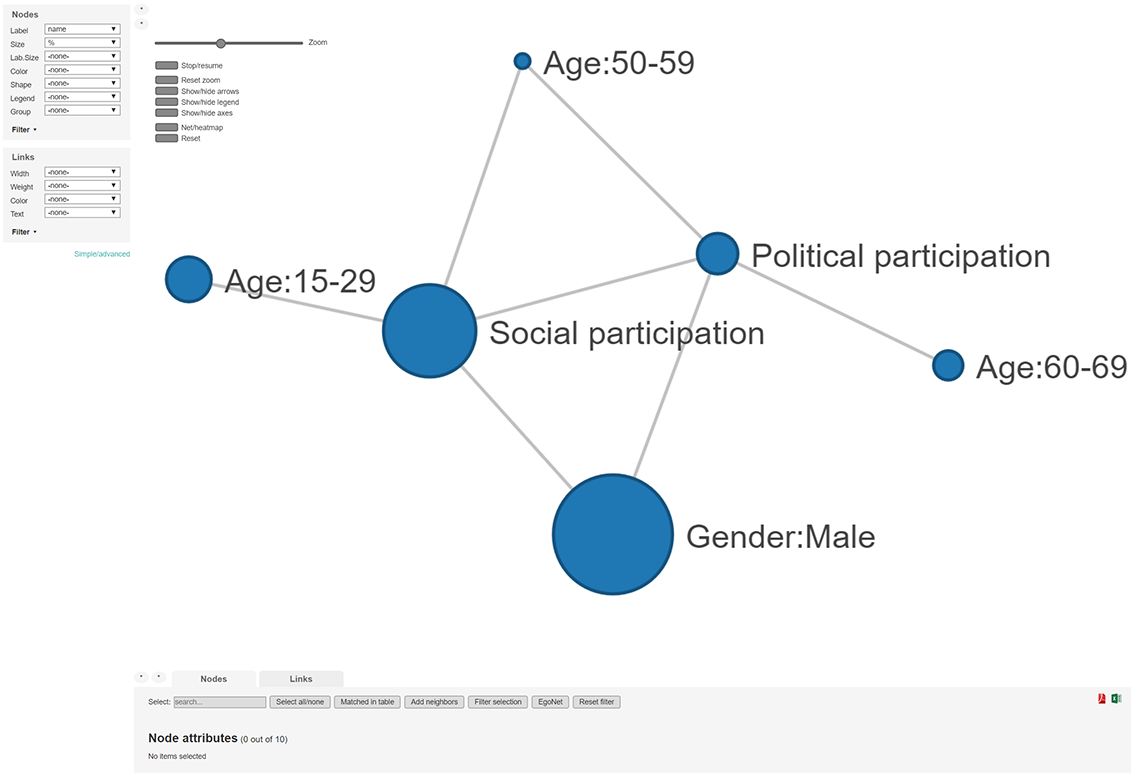 Nodes
Label name
Size %
Lab.Size -none-
Color -none-
Shape -none-
Legend -none-
Group -none-
Filter
Links
Width -none-
Weight -none-
Color -none-
Text -none-
Filter
Simple/advanced
Zoom
Stop/resume
Reset zoom
Show/hide arrows
Show/hide legend
Show/hide axes
Net/heatmap
Reset
Age:50-59
Political participation
Age:15-29
Social participation
Age:60-69
Gender:Male
Nodes Links
Select: search... Select all/none Matched in table Add neighbors Filter selection EgoNet Reset filter
Node attributes (0 out of 10)
No items selected